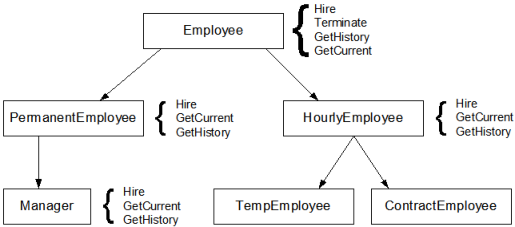 Employee
Hire
Terminate
GetHistory
GetCurrent
PermanentEmployee
Hire
GetCurrent
GetHistory
HourlyEmployee
Hire
GetCurrent
GetHistory
Manager
Hire
GetCurrent
GetHistory
TempEmployee
ContractEmployee